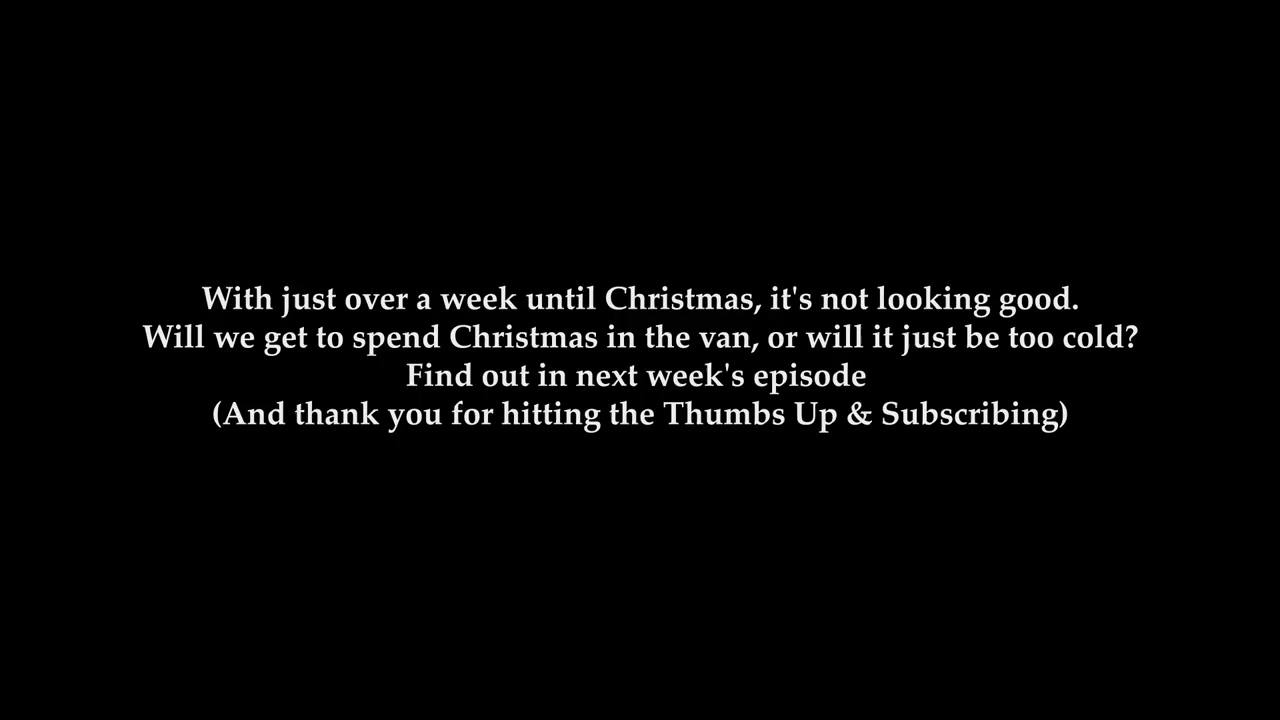 With just over a week until Christmas, it's not looking good.
Will we get to spend Christmas in the van, or will it just be too cold?
Find out in next week's episode
(And thank you for hitting the Thumbs Up & Subscribing)